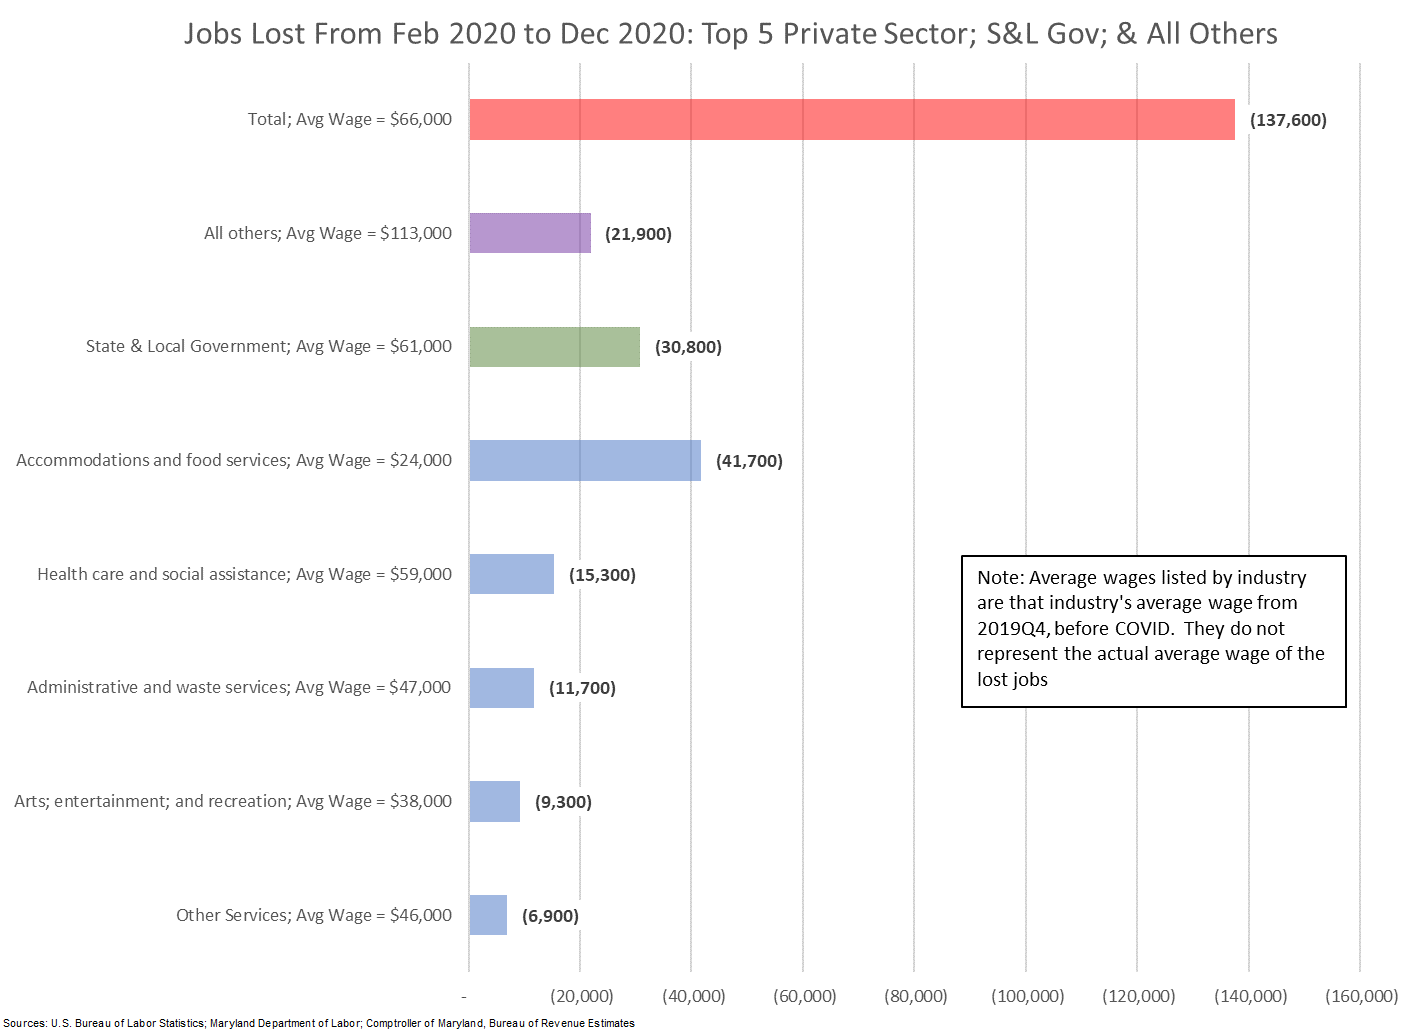 Jobs Lost From Feb 2020 to Dec 2020: Top 5 Private Sector; S&L Gov; & All Others
Total; Avg Wage = $66,000
(137,600)
All others; Avg Wage = $113,000
(21,900)
State & Local Government; Avg Wage = $61,000
(30,800)
Accommodations and food services; Avg Wage = $24,000
(41,700)
Health care and social assistance; Avg Wage = $59,000
(15,300)
Note: Average wages listed by industry
are that industry's average wage from
2019Q4, before COVID.  They do not
represent the actual average wage of the
lost jobs
Administrative and waste services; Avg Wage = $47,000
(11,700)
Arts; entertainment; and recreation; Avg Wage = $38,000
(9,300)
Other Services; Avg Wage = $46,000
(6,900)
- (20,000) (40,000) (60,000) (80,000) (100,000) (120,000) (140,000) (160,000)
Sources: U.S. Bureau of Labor Statistics; Maryland Department of Labor; Comptroller of Maryland, Bureau of Revenue Estimates